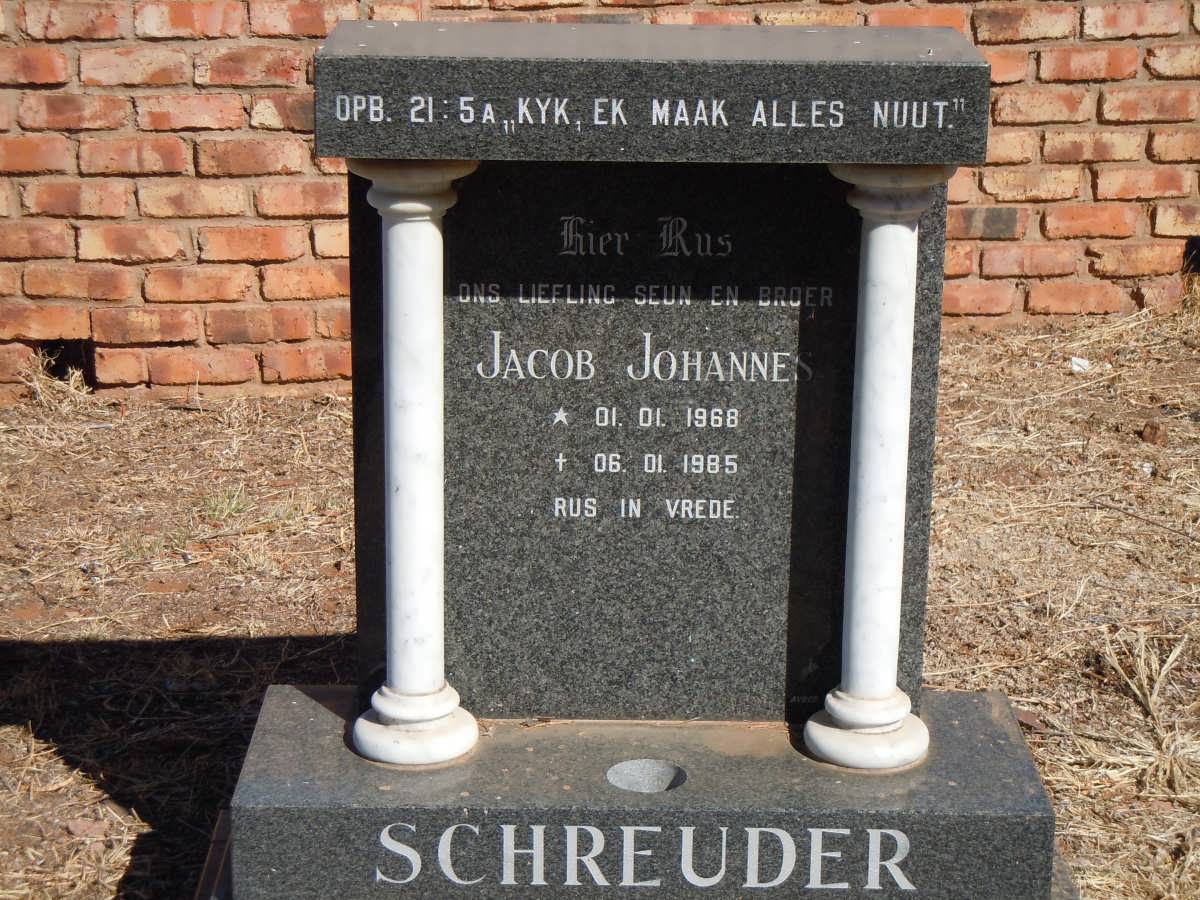 OPB. 21:5A „KYK, EK MAAK ALLES NUUT."
Hier Rus
ONS LIEFLING SEUN EN BROER
JACOB JOHANNES
★ 01. 01. 1968
✝ 06. 01. 1985
RUS IN VREDE.
SCHREUDER